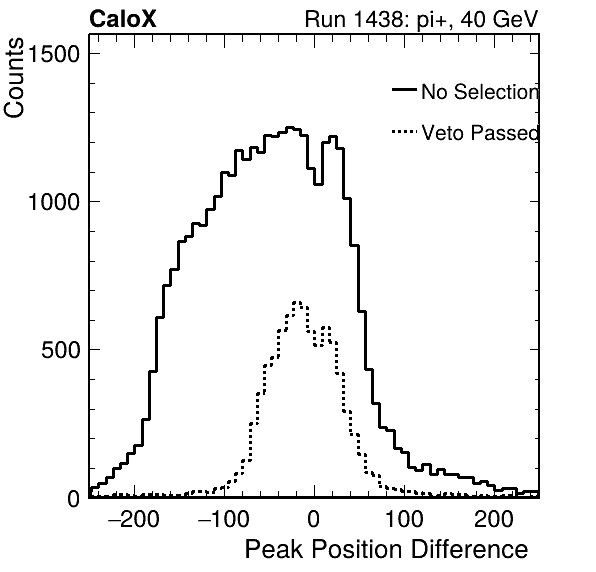 CaloX Run 1438: pi+, 40 GeV
Counts
1500
No Selection
Veto Passed
1000
500
0
−200 −100 0 100 200
Peak Position Difference